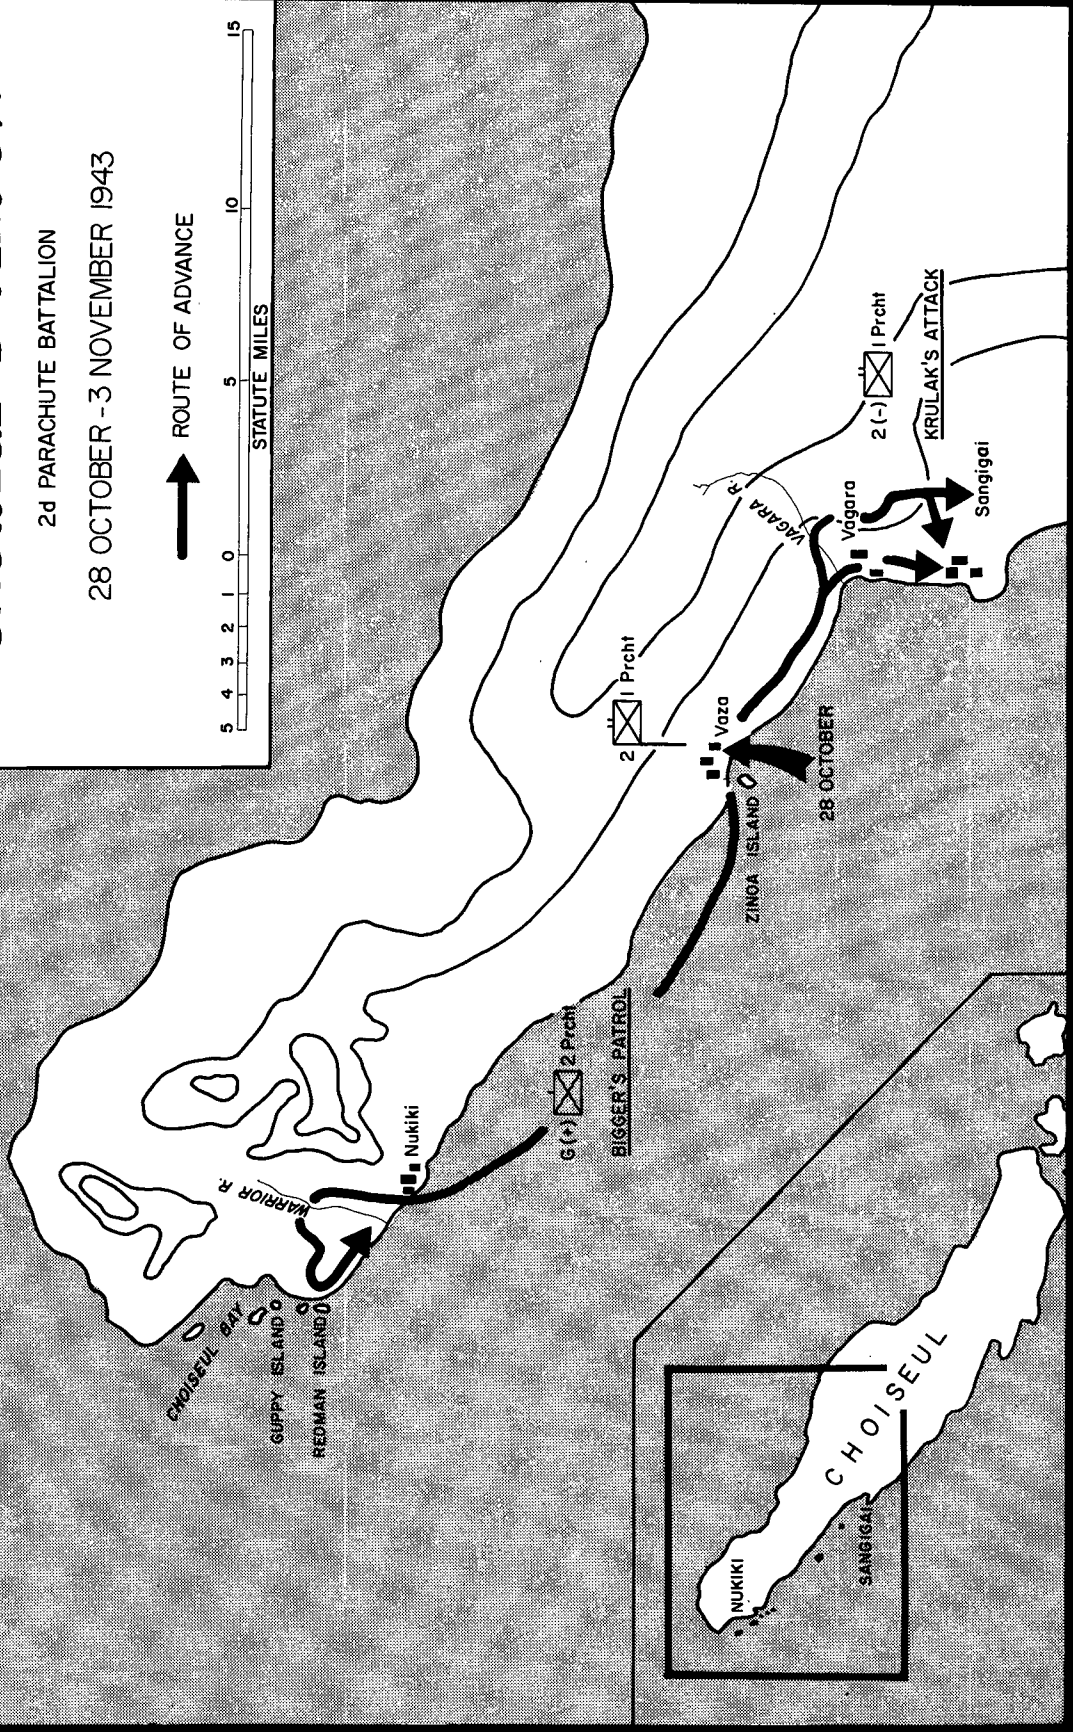 2d PARACHUTE BATTALION
28 OCTOBER - 3 NOVEMBER 1943
ROUTE OF ADVANCE
5 4 3 2 1 0 5 10 15
STATUTE MILES
CHOISEUL BAY
GUPPY ISLAND
REDMAN ISLAND
WARRIOR R.
Nukiki
G (+) 2 Prcht
BIGGER'S PATROL
2 1 Prcht
Vaza
ZINOA ISLAND
28 OCTOBER
VAGARA R.
Vagara
2 (-) 1 Prcht
KRULAK'S ATTACK
Sangigai
NUKIKI
SANGIGAI
CHOISEUL